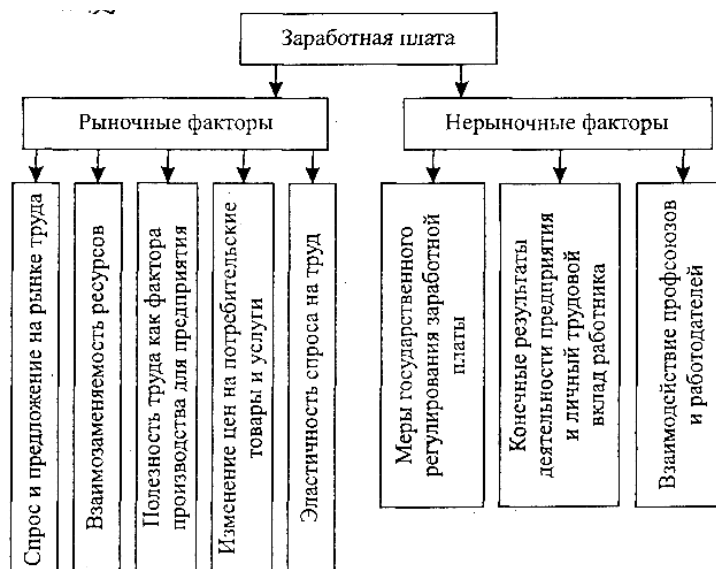 Заработная плата
Рыночные факторы
Нерыночные факторы
Спрос и предложение на рынке труда
Взаимозаменяемость ресурсов
Полезность труда как фактора
производства для предприятия
Изменение цен на потребительские
товары и услуги
Эластичность спроса на труд
Меры государственного
регулирования заработной
платы
Конечные результаты
деятельности предприятия
и личный трудовой
вклад работника
Взаимодействие профсоюзов
и работодателей